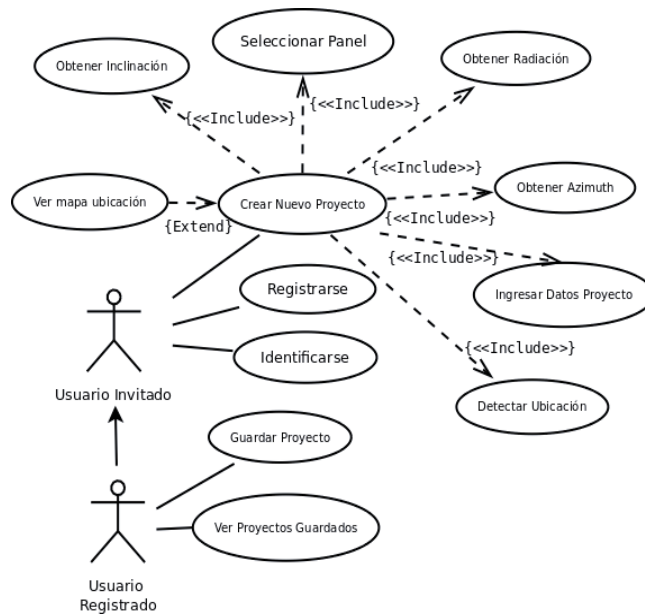 Seleccionar Panel
Obtener Inclinación
Obtener Radiación
{<<Include>>}
{<<Include>>}
{<<Include>>}
{<<Include>>}
Obtener Azimuth
Ver mapa ubicación
Crear Nuevo Proyecto
{<<Include>>}
{Extend}
{<<Include>>}
Registrarse
Ingresar Datos Proyecto
{<<Include>>}
Identificarse
Usuario Invitado
Detectar Ubicación
Guardar Proyecto
Ver Proyectos Guardados
Usuario
Registrado